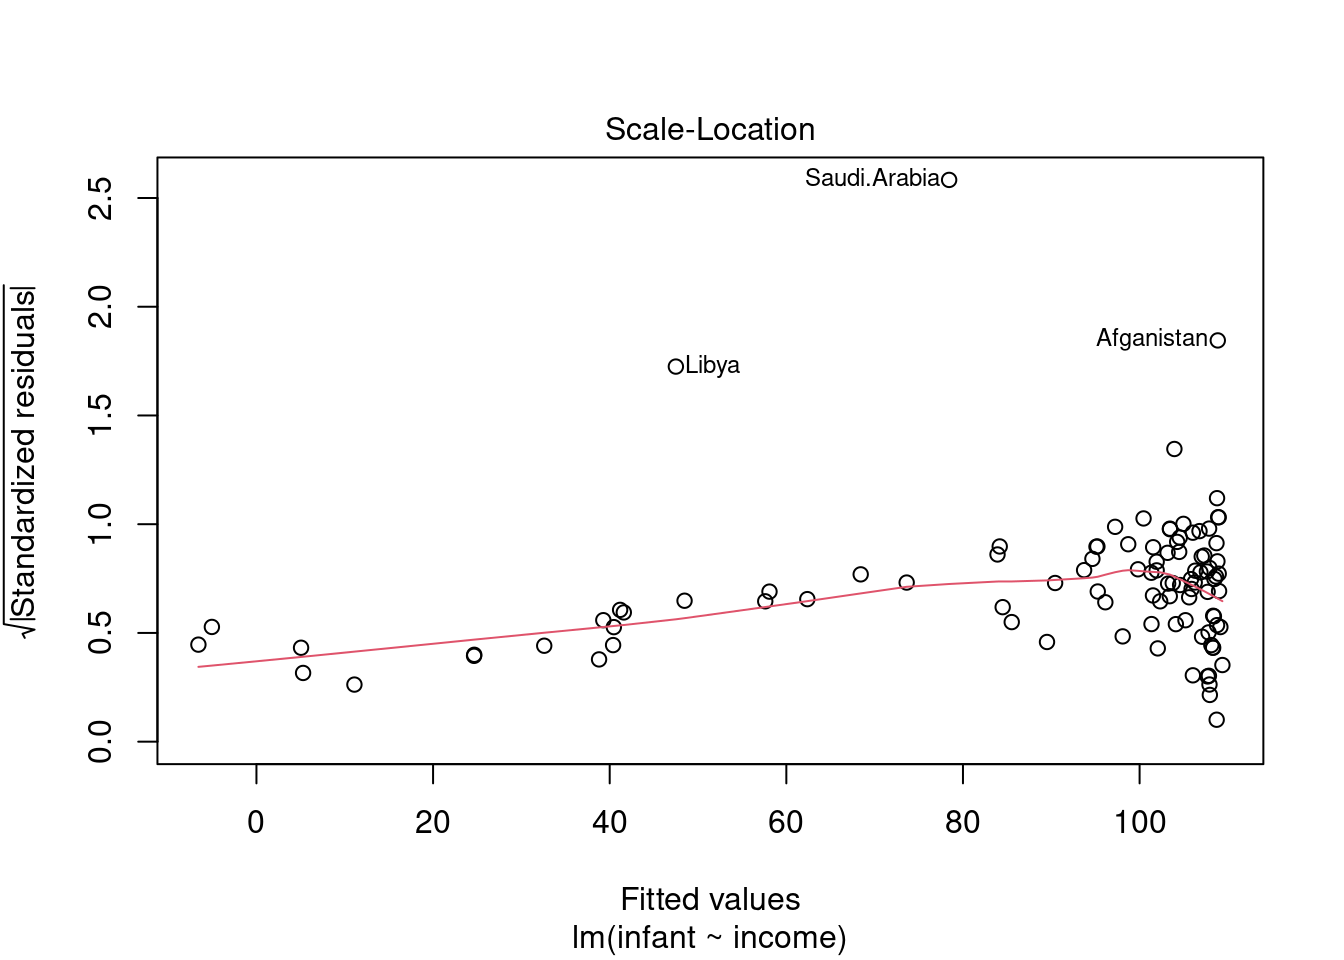 Scale-Location
Saudi.Arabia
Afganistan
Libya
√|Standardized residuals|
2.5
2.0
1.5
1.0
0.5
0.0
0 20 40 60 80 100
Fitted values
lm(infant ~ income)